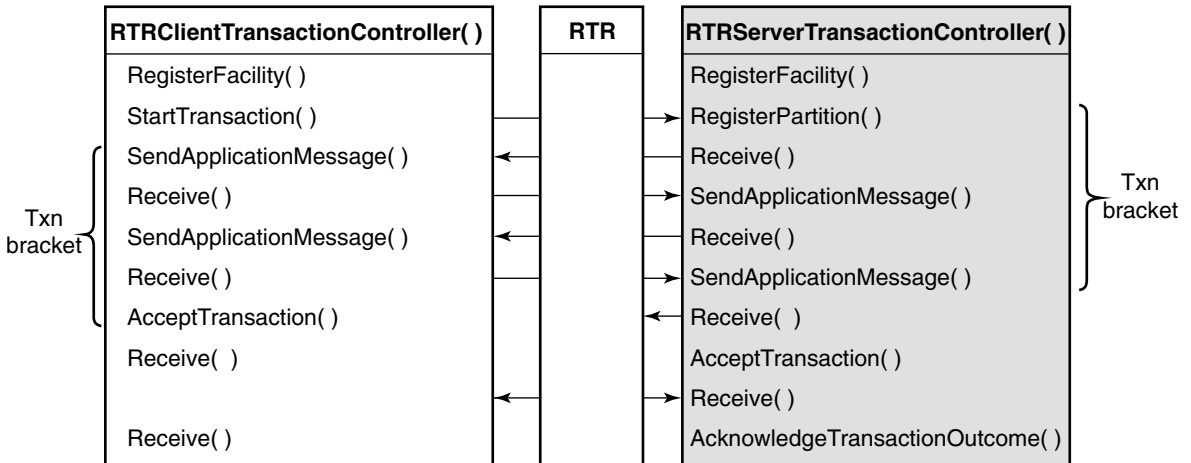 RTRClientTransactionController( )
RegisterFacility( )
StartTransaction( )
SendApplicationMessage( )
Receive( )
SendApplicationMessage( )
Receive( )
AcceptTransaction( )
Receive( )
Receive( )
Txn
bracket
RTR
RTRServerTransactionController( )
RegisterFacility( )
RegisterPartition( )
Receive( )
SendApplicationMessage( )
Receive( )
SendApplicationMessage( )
Receive( )
AcceptTransaction( )
Receive( )
AcknowledgeTransactionOutcome( )
Txn
bracket